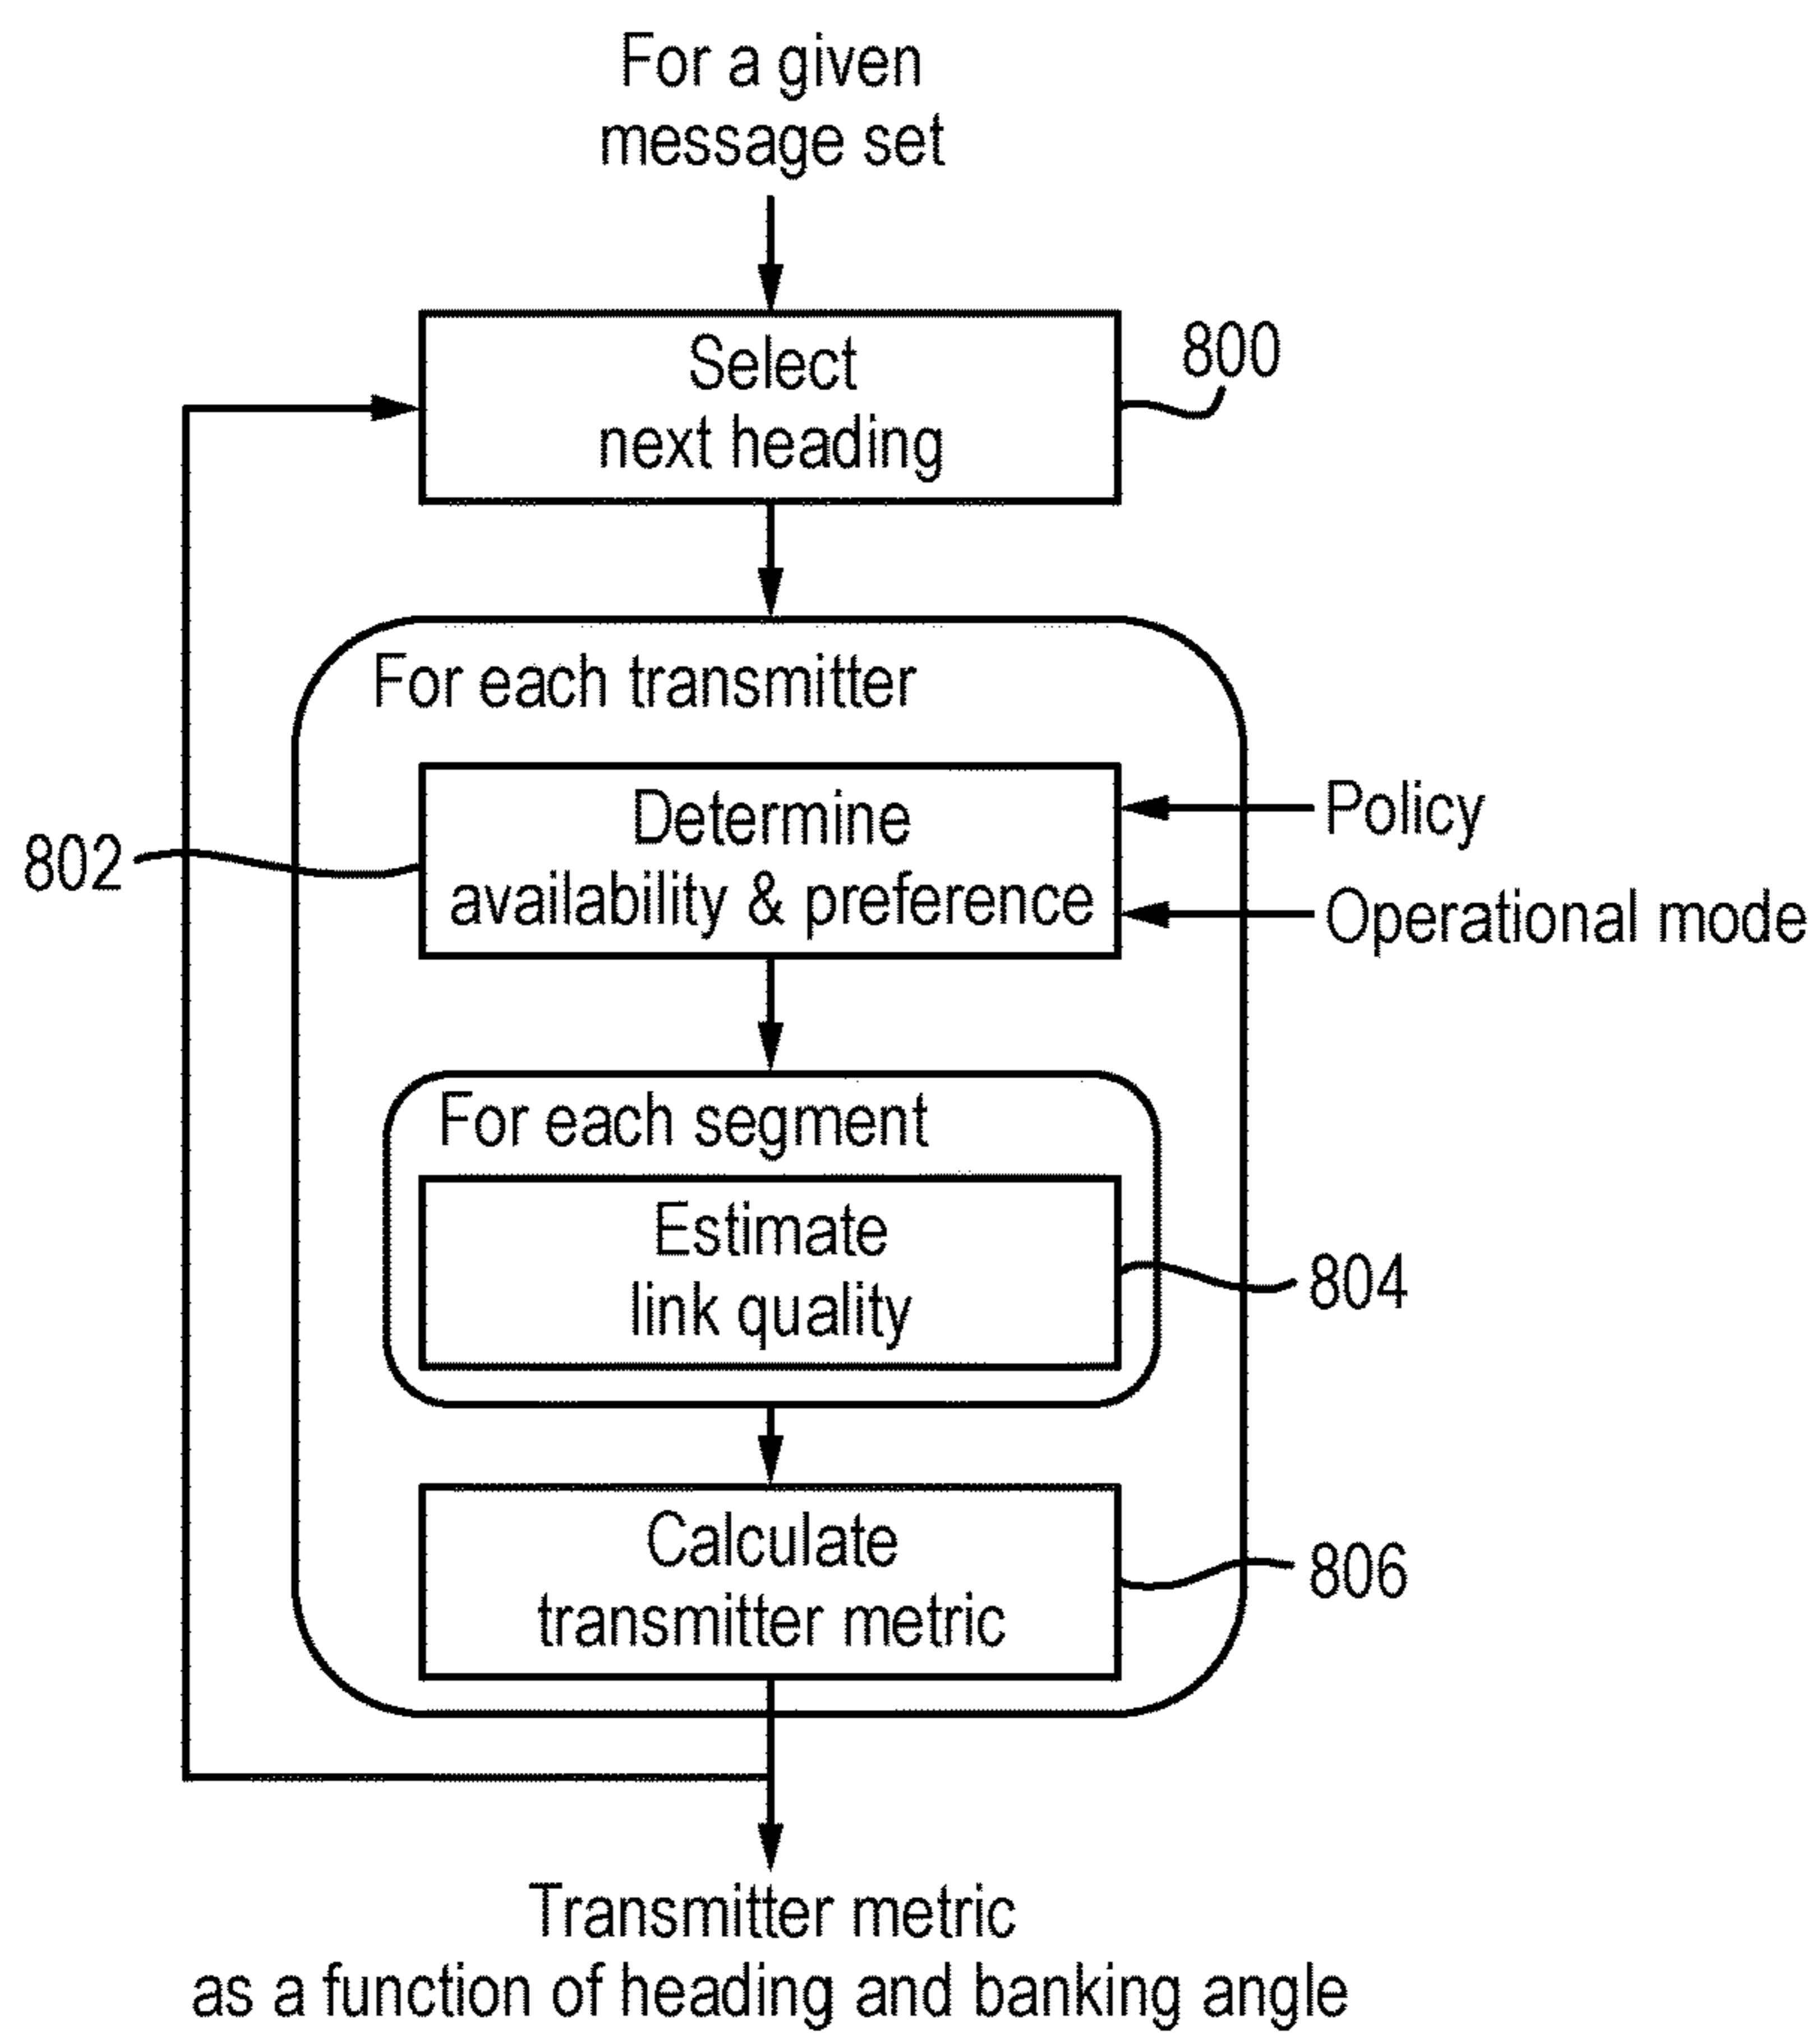 For a given
message set
Select
next heading
800
For each transmitter
Determine
availability & preference
Policy
Operational mode
802
For each segment
Estimate
link quality
804
Calculate
transmitter metric
806
Transmitter metric
as a function of heading and banking angle